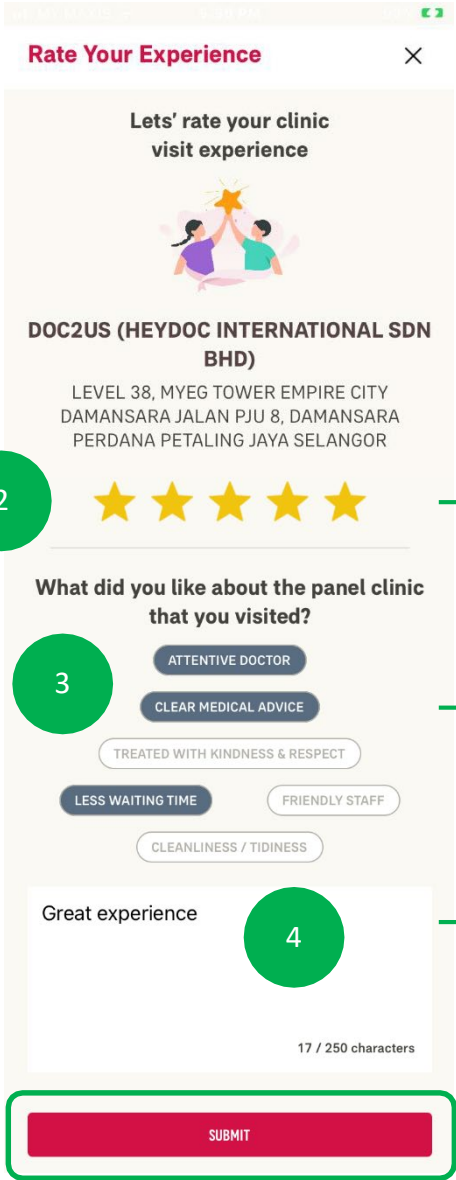 Rate Your Experience
Lets' rate your clinic
visit experience
DOC2US (HEYDOC INTERNATIONAL SDN
BHD)
LEVEL 38, MYEG TOWER EMPIRE CITY
DAMANSARA JALAN PJU 8, DAMANSARA
PERDANA PETALING JAYA SELANGOR
2
What did you like about the panel clinic
that you visited?
3
ATTENTIVE DOCTOR
CLEAR MEDICAL ADVICE
TREATED WITH KINDNESS & RESPECT
LESS WAITING TIME
FRIENDLY STAFF
CLEANLINESS / TIDINESS
Great experience
4
17 / 250 characters
SUBMIT